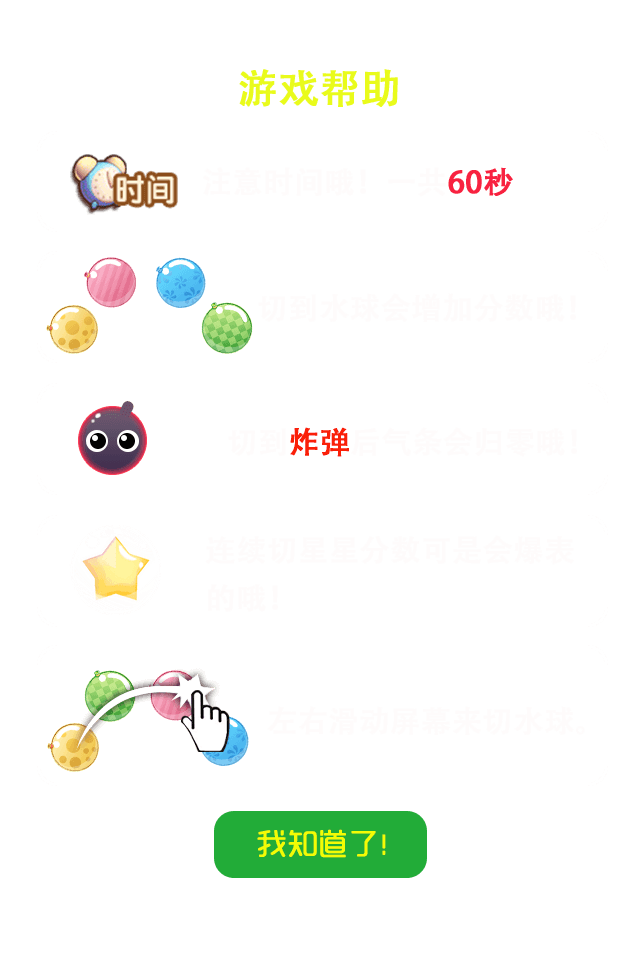 游戏帮助
时间
注意时间哦！一共60秒
切到水球会增加分数哦！
切到炸弹后气条会归零哦！
连续切星星分数可是会爆表
的哦！
左右滑动屏幕来切水球。
我知道了!